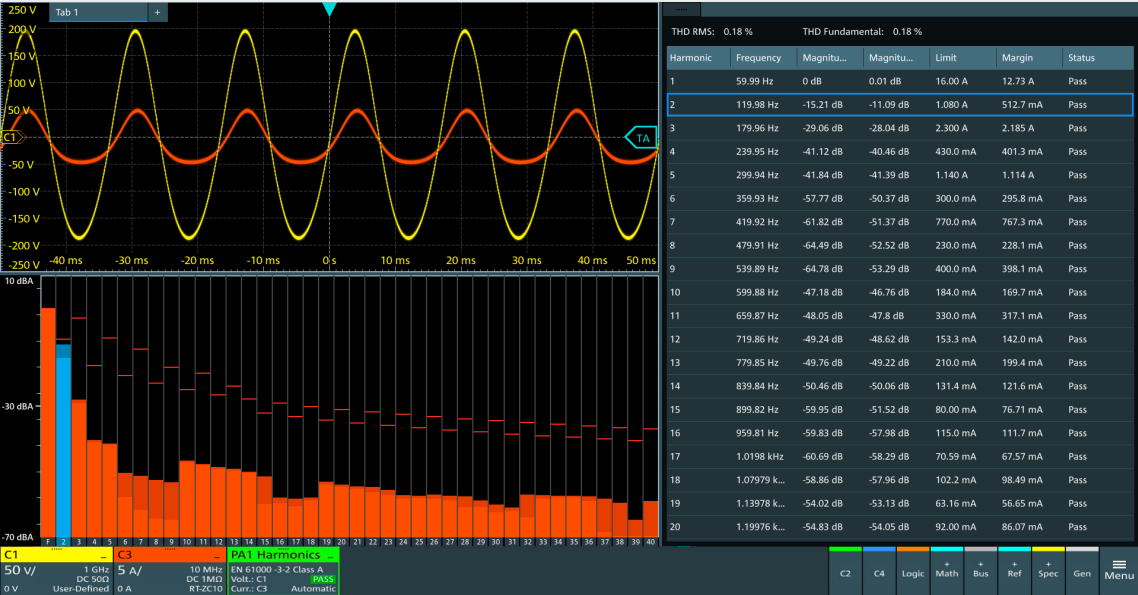 250 V
Tab 1 +
200 V
150 V
100 V
50 V
C1
TA
-50 V
-100 V
-150 V
-200 V
-250 V
-40 ms -30 ms -20 ms -10 ms 0 s 10 ms 20 ms 30 ms 40 ms 50 ms
10 dBA
-30 dBA
-70 dBA
F 2 3 4 5 6 7 8 9 10 11 12 13 14 15 16 17 18 19 20 21 22 23 24 25 26 27 28 29 30 31 32 33 34 35 36 37 38 39 40
THD RMS: 0.18 % THD Fundamental: 0.18 %
Harmonic Frequency Magnitu... Magnitu... Limit Margin Status
1 59.99 Hz 0 dB 0.01 dB 16.00 A 12.73 A Pass
2 119.98 Hz -15.21 dB -11.09 dB 1.080 A 512.7 mA Pass
3 179.96 Hz -29.06 dB -28.04 dB 2.300 A 2.185 A Pass
4 239.95 Hz -41.12 dB -40.46 dB 430.0 mA 401.3 mA Pass
5 299.94 Hz -41.84 dB -41.39 dB 1.140 A 1.114 A Pass
6 359.93 Hz -57.77 dB -50.37 dB 300.0 mA 295.8 mA Pass
7 419.92 Hz -61.82 dB -51.37 dB 770.0 mA 767.3 mA Pass
8 479.91 Hz -64.49 dB -52.52 dB 230.0 mA 228.1 mA Pass
9 539.89 Hz -64.78 dB -53.29 dB 400.0 mA 398.1 mA Pass
10 599.88 Hz -47.18 dB -46.76 dB 184.0 mA 169.7 mA Pass
11 659.87 Hz -48.05 dB -47.8 dB 330.0 mA 317.1 mA Pass
12 719.86 Hz -49.24 dB -48.62 dB 153.3 mA 142.0 mA Pass
13 779.85 Hz -49.76 dB -49.22 dB 210.0 mA 199.4 mA Pass
14 839.84 Hz -50.46 dB -50.06 dB 131.4 mA 121.6 mA Pass
15 899.82 Hz -59.95 dB -51.52 dB 80.00 mA 76.71 mA Pass
16 959.81 Hz -59.83 dB -57.98 dB 115.0 mA 111.7 mA Pass
17 1.0198 kHz -60.69 dB -58.29 dB 70.59 mA 67.57 mA Pass
18 1.07979 k... -58.86 dB -57.96 dB 102.2 mA 98.49 mA Pass
19 1.13978 k... -54.02 dB -53.13 dB 63.16 mA 56.65 mA Pass
20 1.19976 k... -54.83 dB -54.05 dB 92.00 mA 86.07 mA Pass
C1
50 V/ 1 GHz
DC 50Ω
0 V User-Defined
C3
5 A/ 10 MHz
DC 1MΩ
0 A RT-ZC10
PA1 Harmonics
EN 61000 -3-2 Class A
Volt.: C1 PASS
Curr.: C3 Automatic
C2 C4 Logic + Math + Bus + Ref + Spec Gen Menu